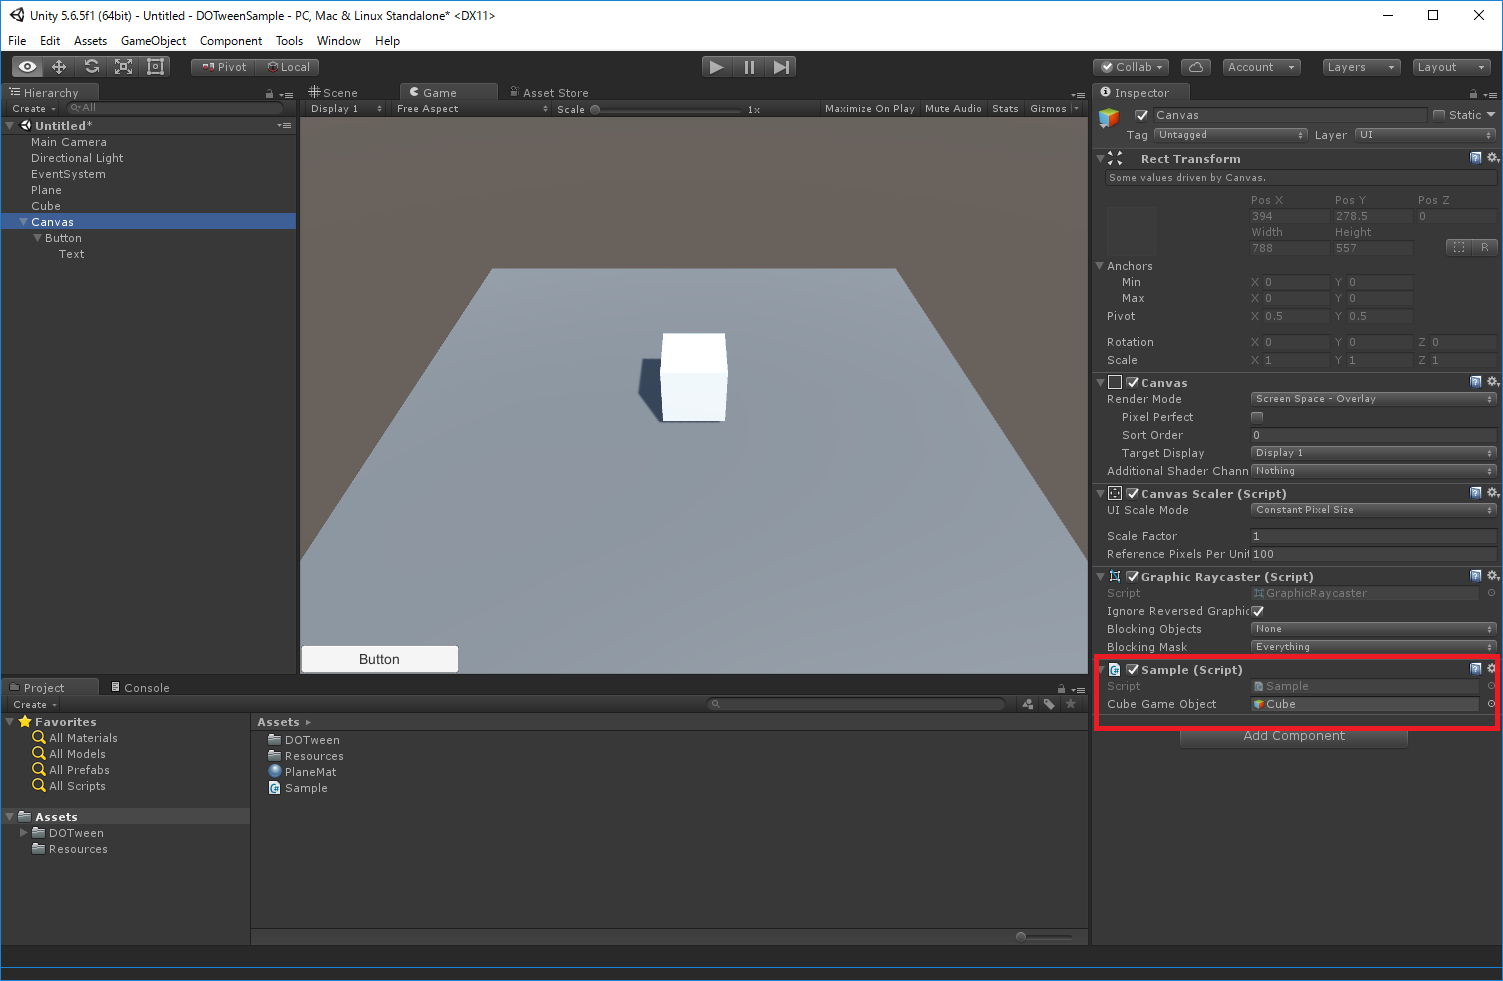 Unity 5.6.5f1 (64bit) - Untitled - DOTweenSample - PC, Mac & Linux Standalone* <DX11>
File Edit Assets GameObject Component Tools Window Help
Pivot Local Collab Account Layers Layout
Hierarchy
Create All
Untitled*
Main Camera
Directional Light
EventSystem
Plane
Cube
Canvas
Button
Text
Scene Game Asset Store
Display 1 Free Aspect Scale 1x Maximize On Play Mute Audio Stats Gizmos
Button
Inspector
Canvas Static
Tag Untagged Layer UI
Rect Transform
Some values driven by Canvas.
Pos X Pos Y Pos Z
394 278.5 0
Width Height
788 557
R
Anchors
Min X 0 Y 0
Max X 0 Y 0
Pivot X 0.5 Y 0.5
Rotation X 0 Y 0 Z 0
Scale X 1 Y 1 Z 1
Canvas
Render Mode Screen Space - Overlay
Pixel Perfect
Sort Order 0
Target Display Display 1
Additional Shader Chann Nothing
Canvas Scaler (Script)
UI Scale Mode Constant Pixel Size
Scale Factor 1
Reference Pixels Per Unit 100
Graphic Raycaster (Script)
Script GraphicRaycaster
Ignore Reversed Graphic
Blocking Objects None
Blocking Mask Everything
Sample (Script)
Script Sample
Cube Game Object Cube
Add Component
Project Console
Create
Favorites
All Materials
All Models
All Prefabs
All Scripts
Assets
DOTween
Resources
Assets
DOTween
Resources
PlaneMat
Sample